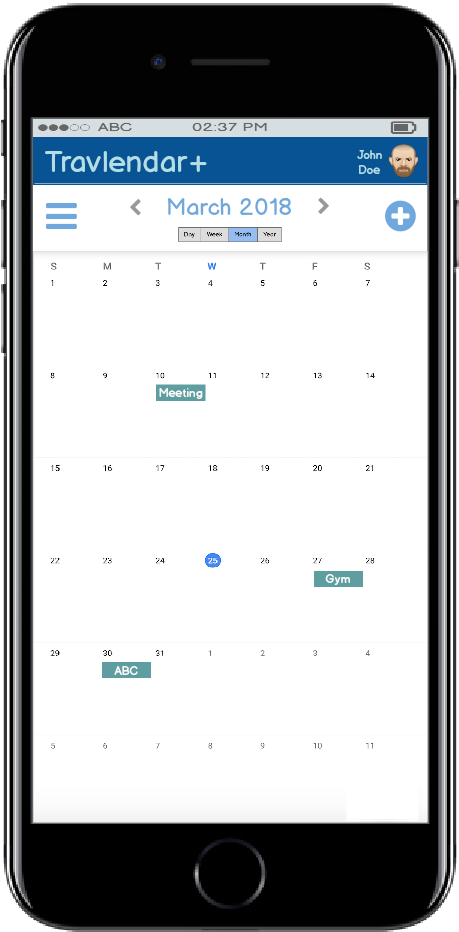 ABC 02:37 PM
Travlendar+
John
Doe
March 2018
Day Week Month Year
S M T W T F S
1 2 3 4 5 6 7
8 9 10 11 12 13 14
Meeting
15 16 17 18 19 20 21
22 23 24 25 26 27 28
Gym
29 30 31 1 2 3 4
ABC
5 6 7 8 9 10 11